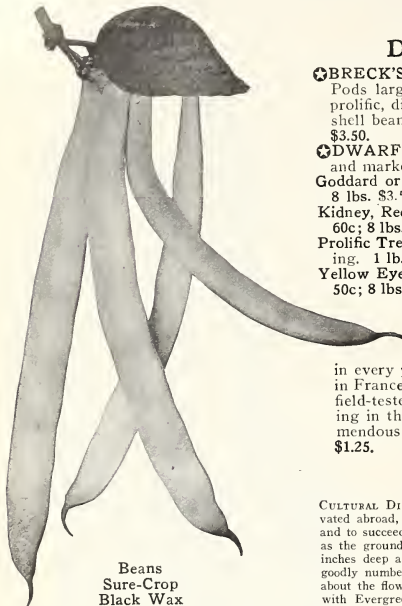 D
✪BRECK'S
Pods larg
prolific, di
shell bean
$3.50.
✪DWARF
and marke
Goddard or
8 lbs. $3.
Kidney, Re
60c; 8 lbs.
Prolific Tre
ing. 1 lb.
Yellow Eye
50c; 8 lbs
in every
in France
field-teste
ing in th
mendous
$1.25.
CULTURAL DI
vated abroad,
and to succeed
as the ground
inches deep a
goodly numbe
about the flow
with Evergre
Beans
Sure-Crop
Black Wax